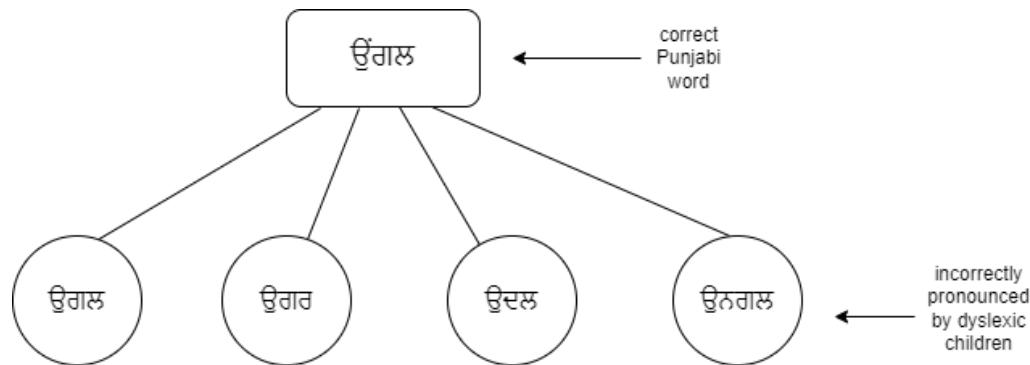 ਉਂਗਲ
correct
Punjabi
word
ਉਗਲ
ਉਗਰ
ਉਦਲ
ਉਨਗਲ
incorrectly
pronounced
by dyslexic
children